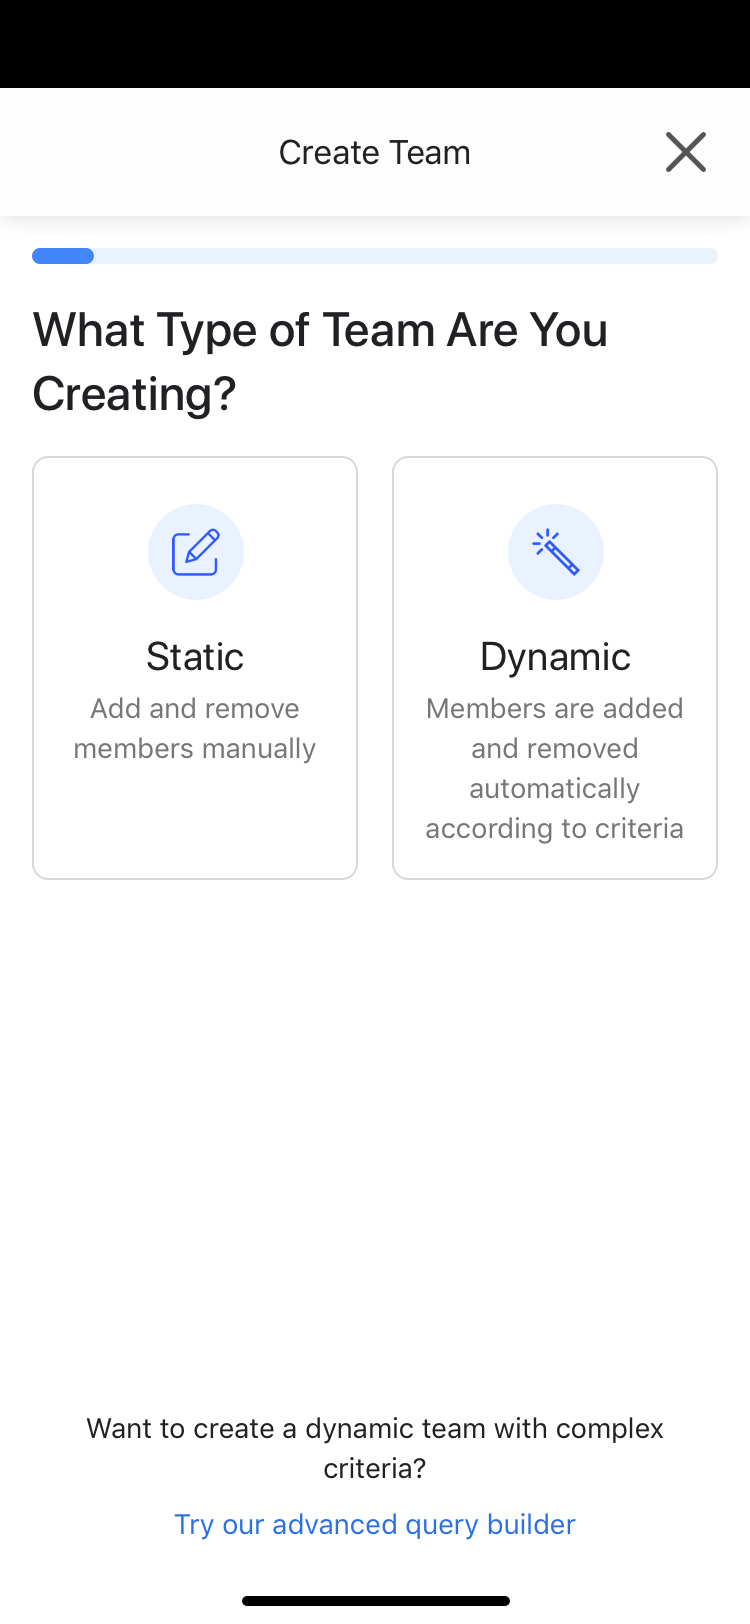 Create Team
What Type of Team Are You
Creating?
Static
Add and remove
members manually
Dynamic
Members are added
and removed
automatically
according to criteria
Want to create a dynamic team with complex
criteria?
Try our advanced query builder